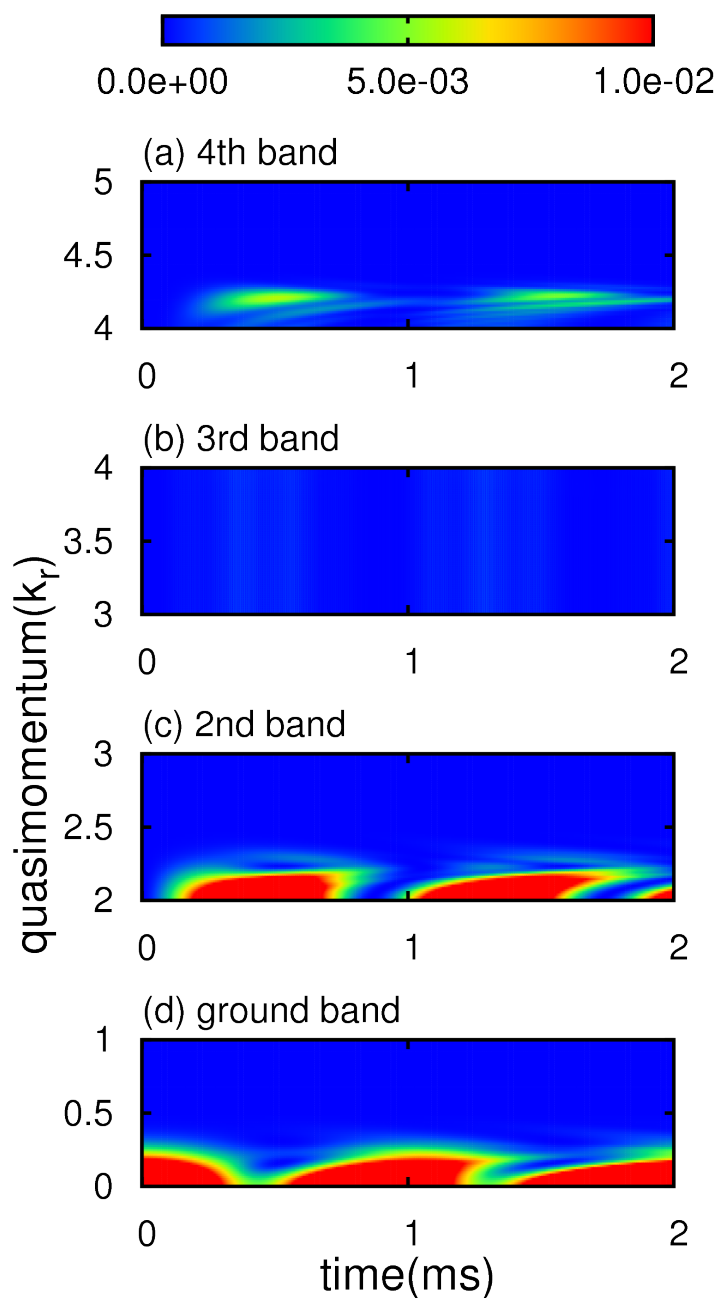 0.0e+00 5.0e-03 1.0e-02
(a) 4th band
5
4.5
4
0 1 2
(b) 3rd band
4
3.5
3
0 1 2
(c) 2nd band
3
2.5
2
0 1 2
(d) ground band
1
0.5
0
0 1 2
time(ms)
quasimomentum(kr)